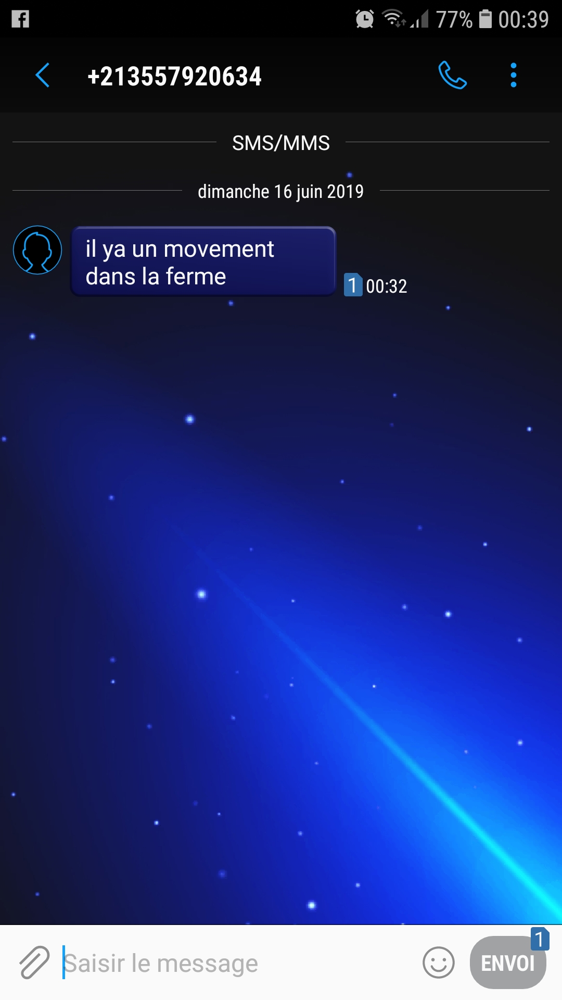 77% 00:39
+213557920634
SMS/MMS
dimanche 16 juin 2019
il ya un movement
dans la ferme
1 00:32
Saisir le message
1
ENVOI